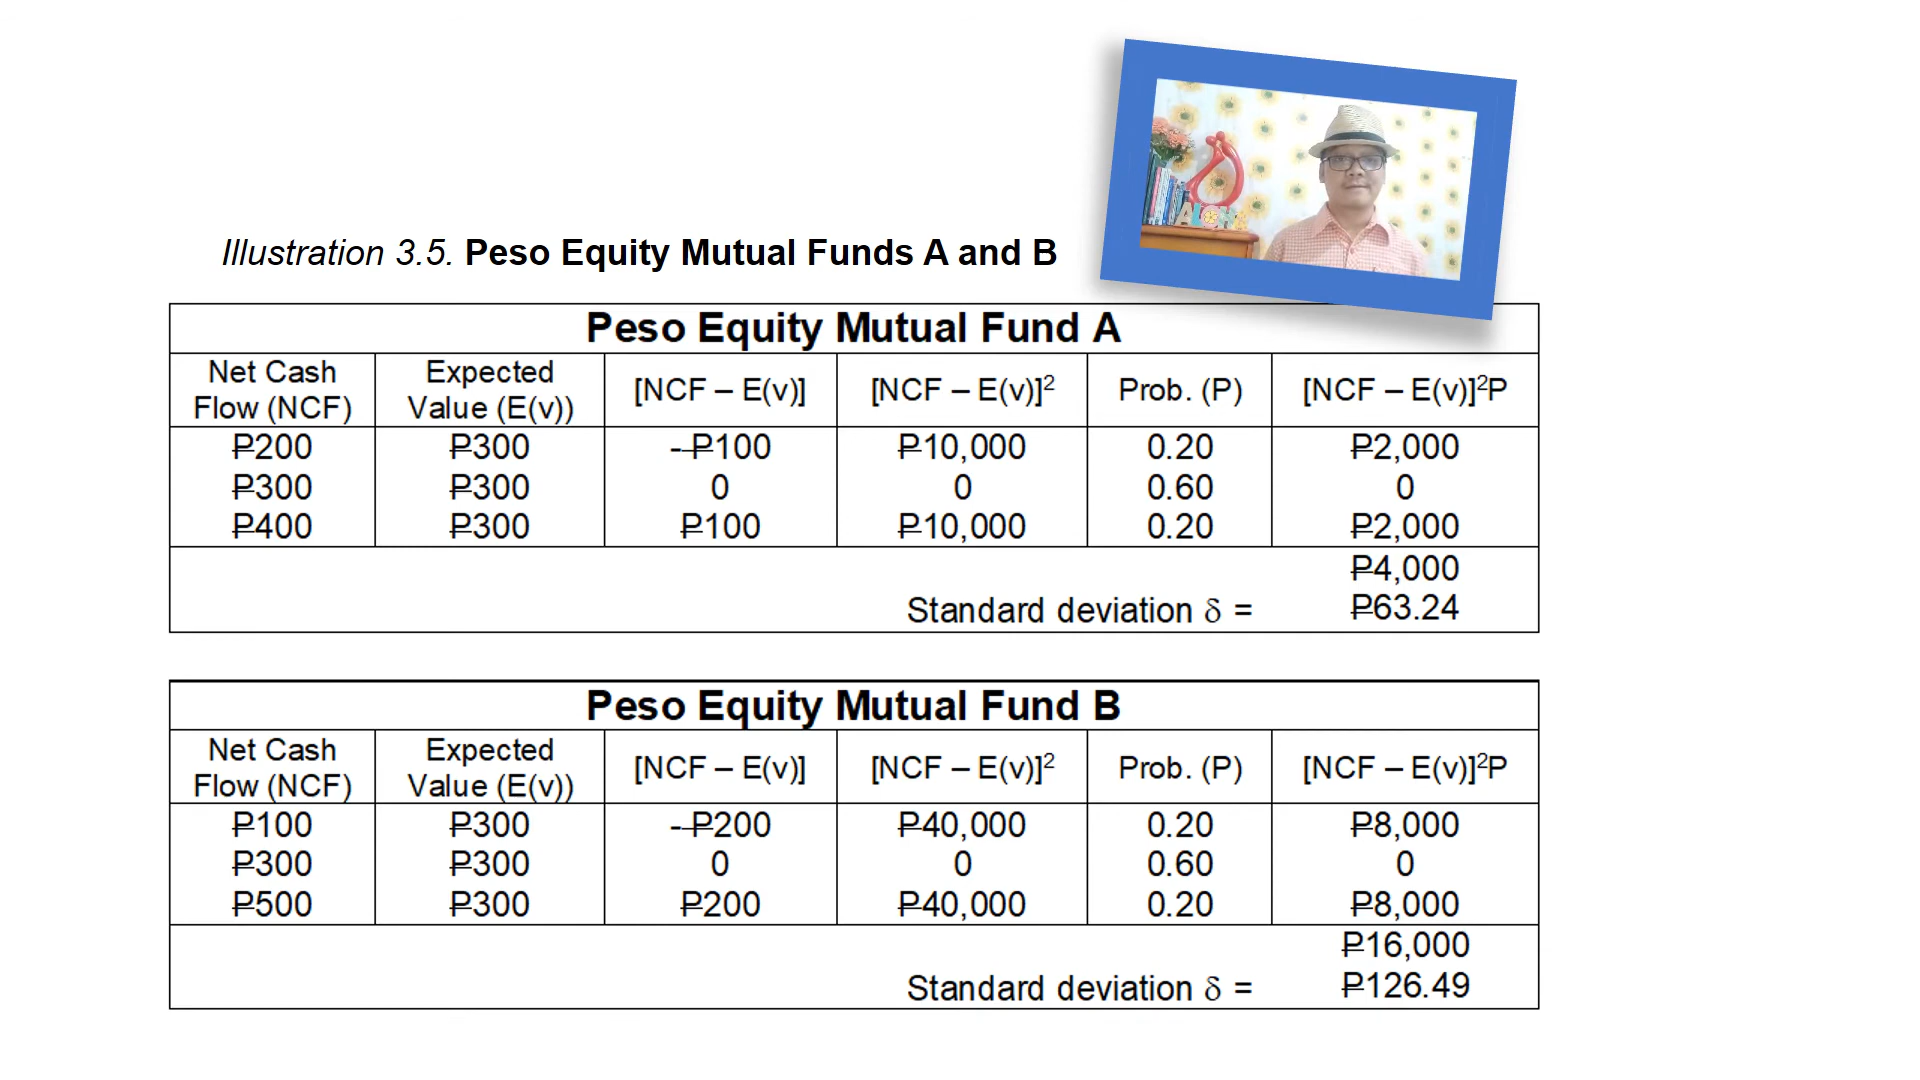 ALOHA
Illustration 3.5. Peso Equity Mutual Funds A and B
Peso Equity Mutual Fund A
Net Cash Flow (NCF) Expected Value (E(v)) [NCF – E(v)] [NCF – E(v)]² Prob. (P) [NCF – E(v)]²P
₱200 ₱300 -₱100 ₱10,000 0.20 ₱2,000
₱300 ₱300 0 0 0.60 0
₱400 ₱300 ₱100 ₱10,000 0.20 ₱2,000
₱4,000
Standard deviation δ = ₱63.24
Peso Equity Mutual Fund B
Net Cash Flow (NCF) Expected Value (E(v)) [NCF – E(v)] [NCF – E(v)]² Prob. (P) [NCF – E(v)]²P
₱100 ₱300 -₱200 ₱40,000 0.20 ₱8,000
₱300 ₱300 0 0 0.60 0
₱500 ₱300 ₱200 ₱40,000 0.20 ₱8,000
₱16,000
Standard deviation δ = ₱126.49